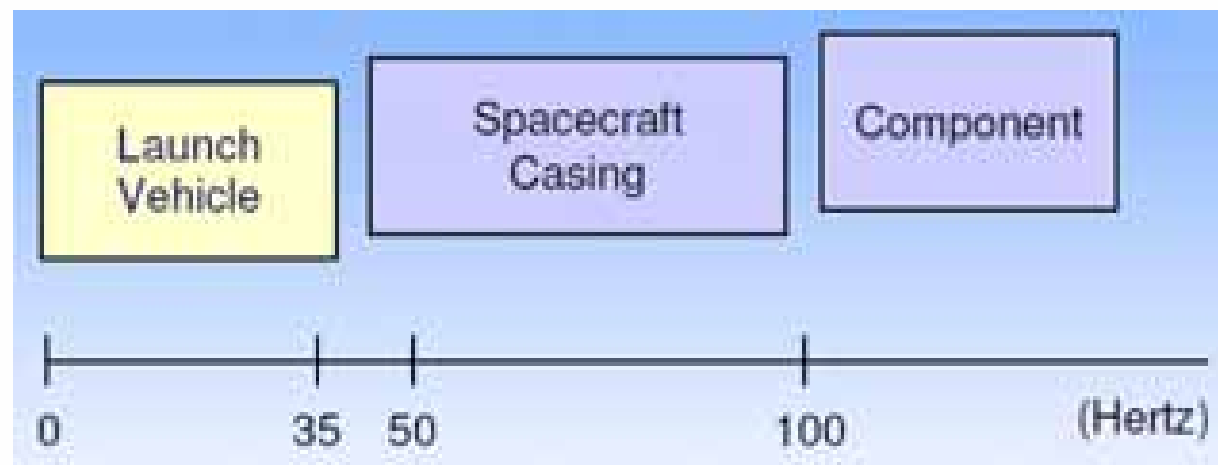 Launch
Vehicle
Spacecraft
Casing
Component
0 35 50 100 (Hertz)